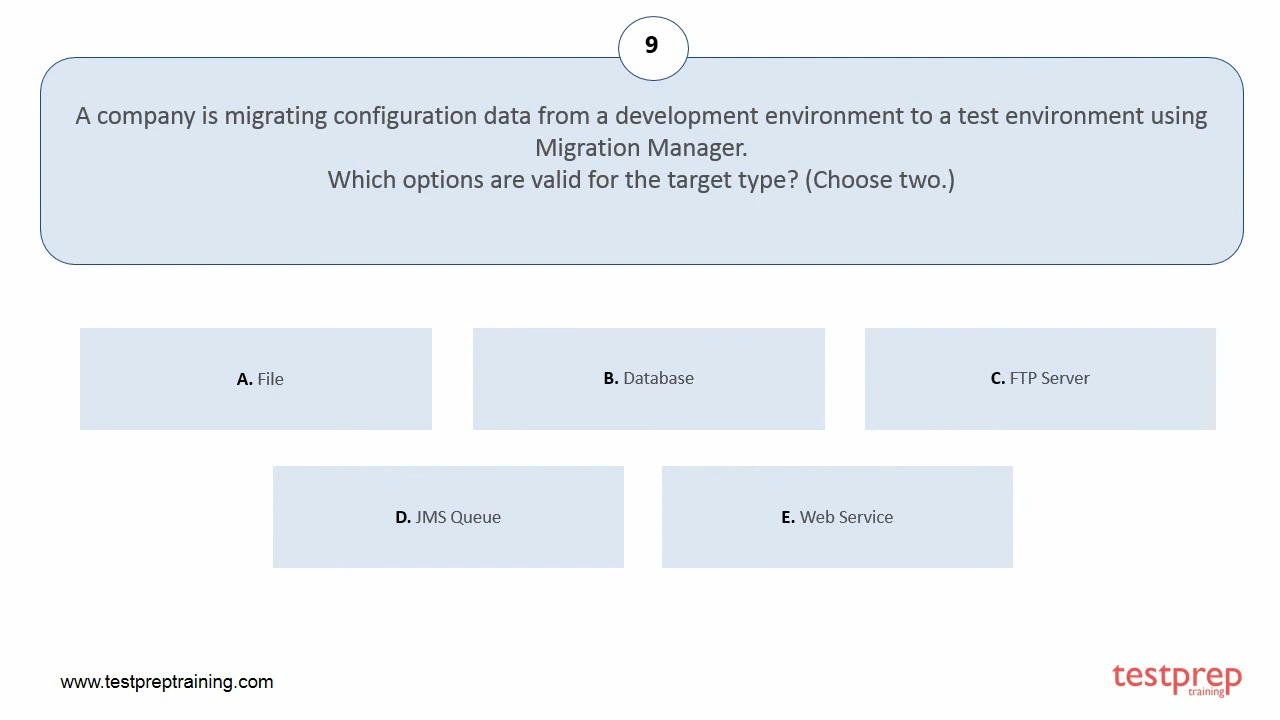 9
A company is migrating configuration data from a development environment to a test environment using
Migration Manager.
Which options are valid for the target type? (Choose two.)
A. File
B. Database
C. FTP Server
D. JMS Queue
E. Web Service
www.testpreptraining.com
testprep
training